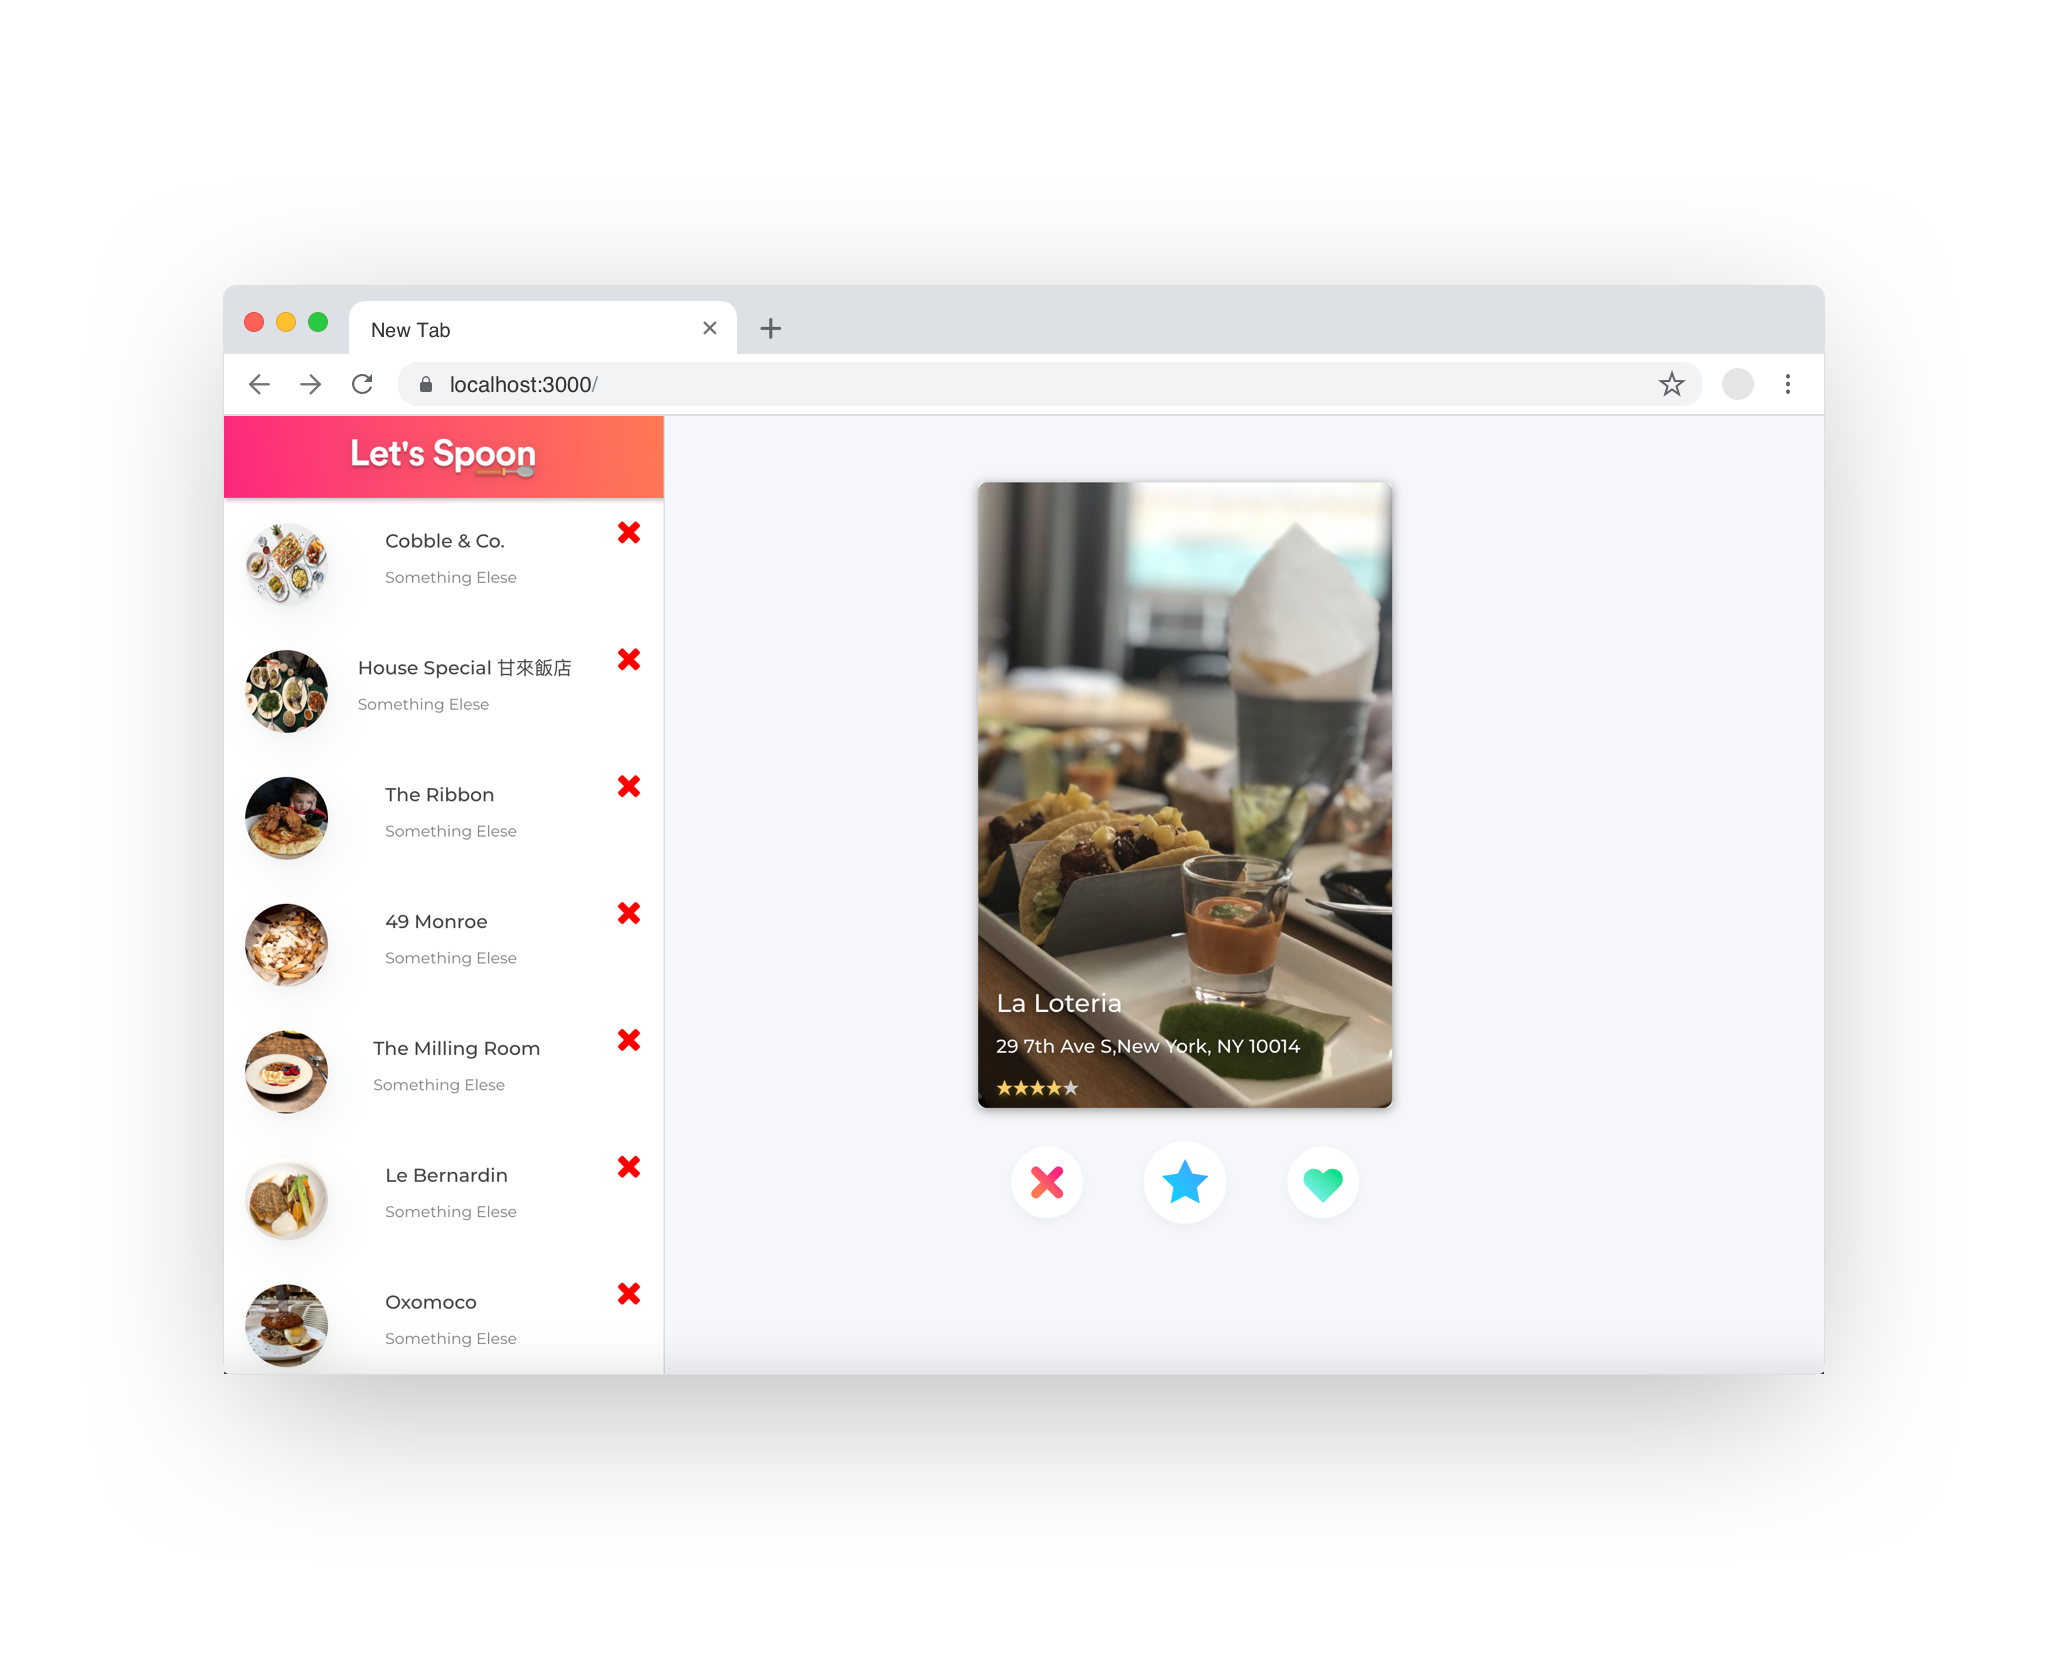 New Tab
localhost:3000/
Let's Spoon
Cobble & Co.
Something Elese
House Special 甘來飯店
Something Elese
The Ribbon
Something Elese
49 Monroe
Something Elese
The Milling Room
Something Elese
Le Bernardin
Something Elese
Oxomoco
Something Elese
La Loteria
29 7th Ave S,New York, NY 10014